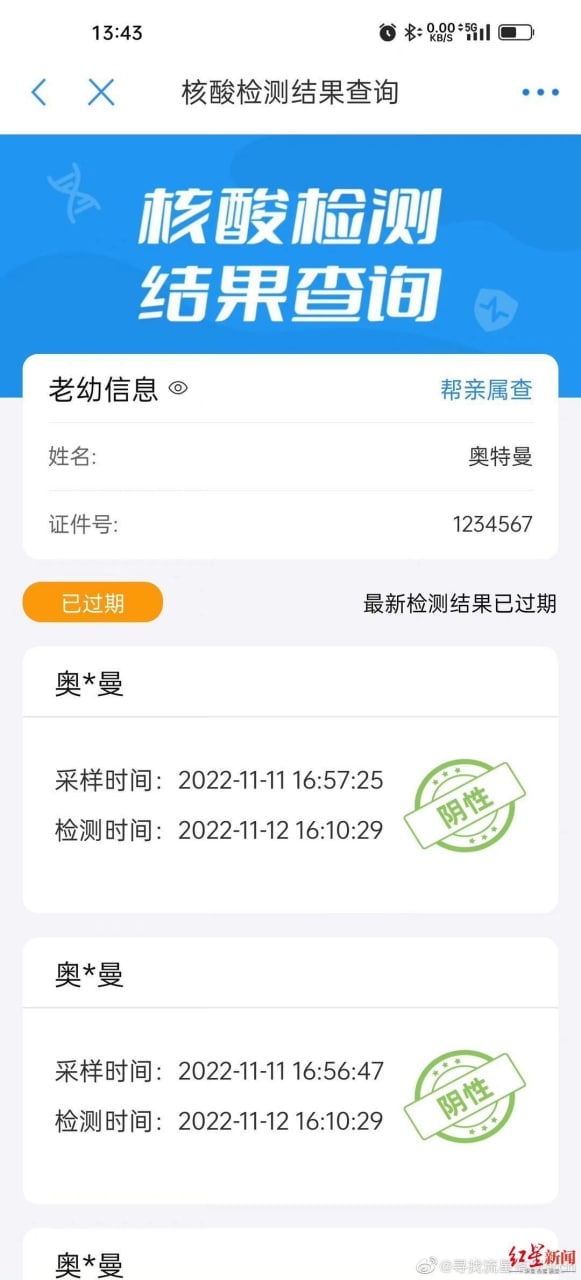 13:43
0.00 KB/S 5G
核酸检测结果查询
核酸检测
结果查询
老幼信息 帮亲属查
姓名: 奥特曼
证件号: 1234567
已过期 最新检测结果已过期
奥*曼
采样时间：2022-11-11 16:57:25
检测时间：2022-11-12 16:10:29
阴性
奥*曼
采样时间：2022-11-11 16:56:47
检测时间：2022-11-12 16:10:29
阴性
奥*曼
@寻找流星
红星新闻